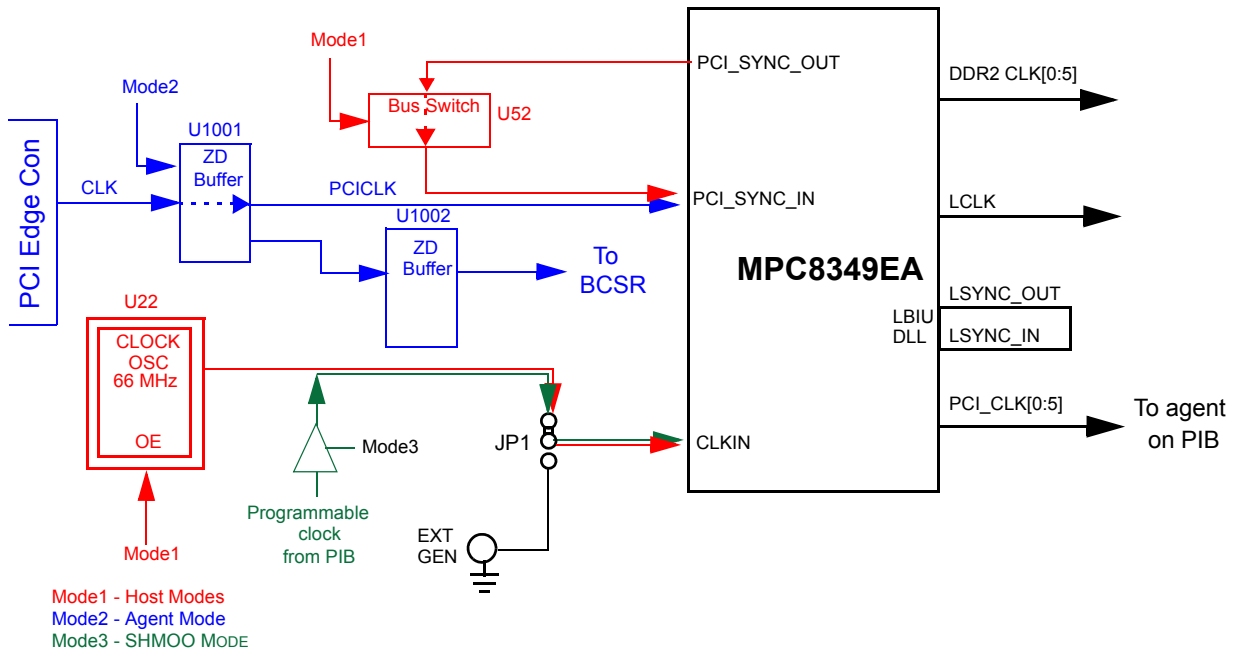 Mode1
PCI_SYNC_OUT
DDR2 CLK[0:5]
Mode2
Bus Switch
U52
U1001
ZD
Buffer
PCI Edge Con
CLK
PCICLK
PCI_SYNC_IN
LCLK
U1002
ZD
Buffer
To
BCSR
MPC8349EA
U22
CLOCK
OSC
66 MHz
OE
LBIU
DLL
LSYNC_OUT
LSYNC_IN
PCI_CLK[0:5]
To agent
on PIB
JP1
CLKIN
Mode3
Programmable
clock
from PIB
EXT
GEN
Mode1
Mode1 - Host Modes
Mode2 - Agent Mode
Mode3 - SHMOO MODE